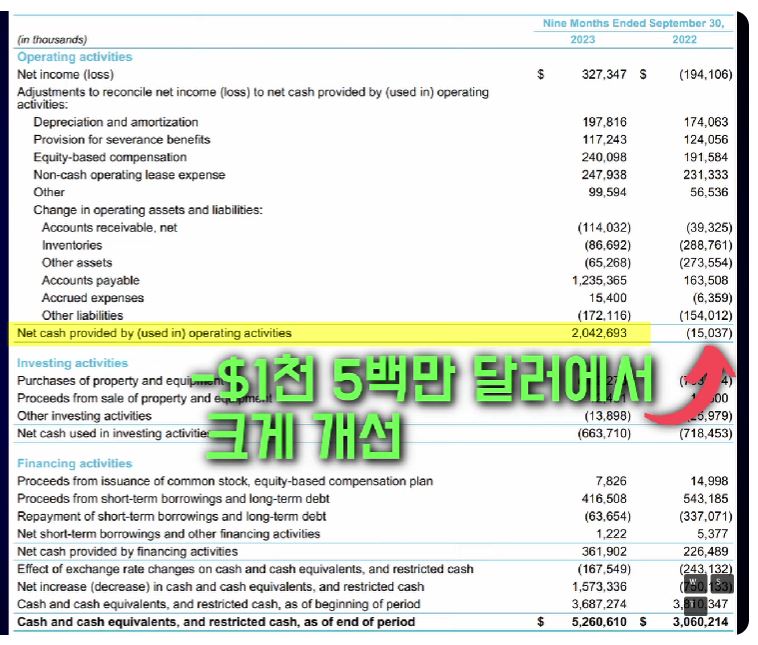 Nine Months Ended September 30,
(in thousands) 2023 2022
Operating activities
Net income (loss) $ 327,347 $ (194,106)
Adjustments to reconcile net income (loss) to net cash provided by (used in) operating
activities:
Depreciation and amortization 197,816 174,063
Provision for severance benefits 117,243 124,056
Equity-based compensation 240,098 191,584
Non-cash operating lease expense 247,938 231,333
Other 99,594 56,536
Change in operating assets and liabilities:
Accounts receivable, net (114,032) (39,325)
Inventories (86,692) (288,761)
Other assets (65,268) (273,554)
Accounts payable 1,235,365 163,508
Accrued expenses 15,400 (6,359)
Other liabilities (172,116) (154,012)
Net cash provided by (used in) operating activities 2,042,693 (15,037)
Investing activities
-$1천 5백만 달러에서
크게 개선
Purchases of property and
Proceeds from sale of property and
Other investing activities (13,898)
Net cash used in investing (663,710) (718,453)
Financing activities
Proceeds from issuance of common stock, equity-based compensation plan 7,826 14,998
Proceeds from short-term borrowings and long-term debt 416,508 543,185
Repayment of short-term borrowings and long-term debt (63,654) (337,071)
Net short-term borrowings and other financing activities 1,222 5,377
Net cash provided by financing activities 361,902 226,489
Effect of exchange rate changes on cash and cash equivalents, and restricted cash (167,549) (243,132)
Net increase (decrease) in cash and cash equivalents, and restricted cash 1,573,336
Cash and cash equivalents, and restricted cash, as of beginning of period 3,687,274 3,810,347
Cash and cash equivalents, and restricted cash, as of end of period $ 5,260,610 $ 3,060,214
W S